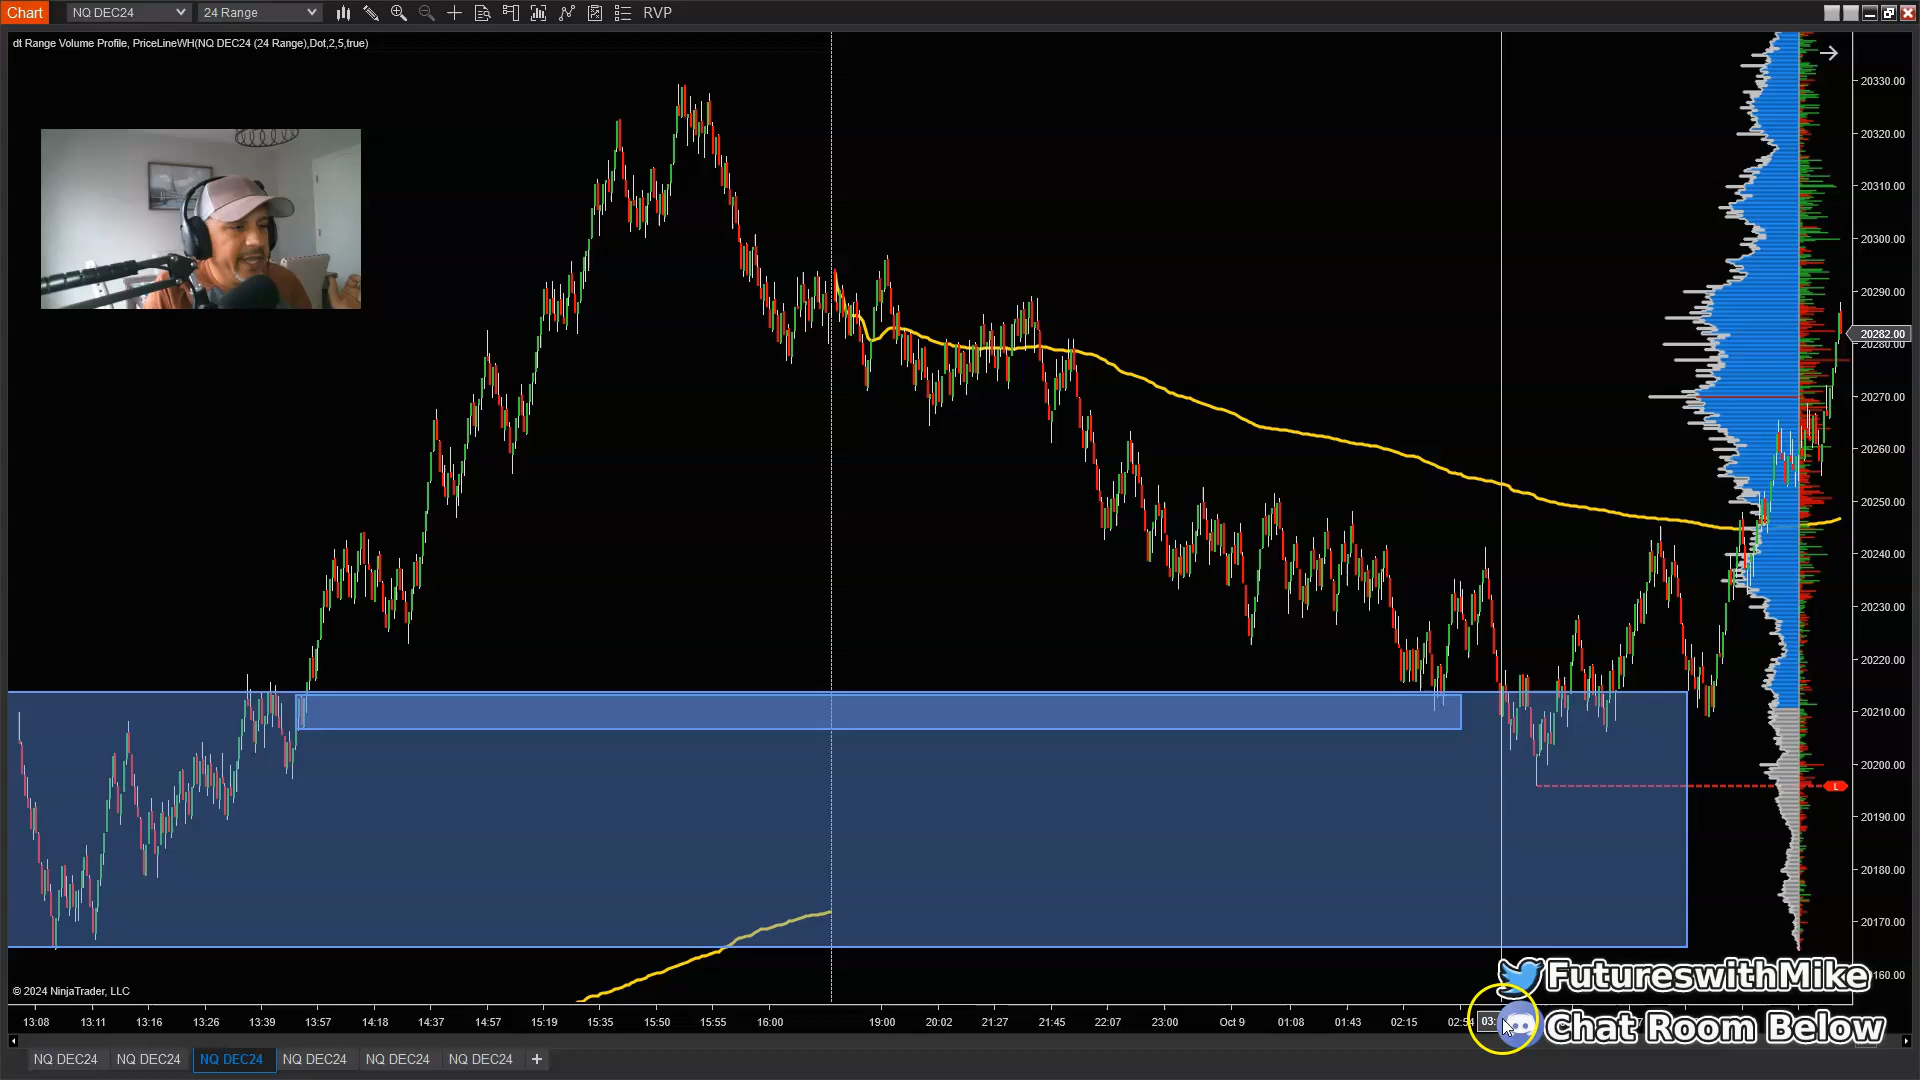 Chart NQ DEC24 24 Range RVP
dt Range Volume Profile, PriceLineWH(NQ DEC24 (24 Range),Dot,2,5,true)
20330.00
20320.00
20310.00
20300.00
20290.00
20282.00
20280.00
20270.00
20260.00
20250.00
20240.00
20230.00
20220.00
20210.00
20200.00
L
20190.00
20180.00
20170.00
160.00
FutureswithMike
© 2024 NinjaTrader, LLC
13:08 13:11 13:16 13:26 13:39 13:57 14:18 14:37 14:57 15:19 15:35 15:50 15:55 16:00 19:00 20:02 21:27 21:45 22:07 23:00 Oct 9 01:08 01:43 02:15
Chat Room Below
NQ DEC24 NQ DEC24 NQ DEC24 NQ DEC24 NQ DEC24 NQ DEC24 +